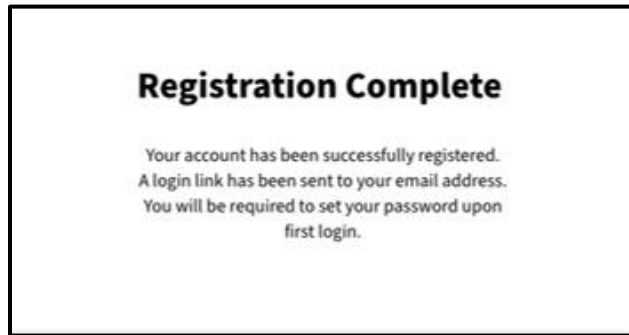 Registration Complete
Your account has been successfully registered.
A login link has been sent to your email address.
You will be required to set your password upon
first login.